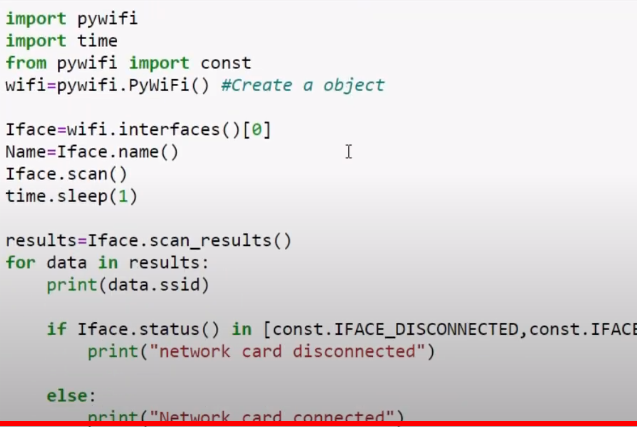 import pywifi
import time
from pywifi import const
wifi=pywifi.PyWiFi() #Create a object
Iface=wifi.interfaces()[0]
Name=Iface.name()
Iface.scan()
time.sleep(1)
results=Iface.scan_results()
for data in results:
print(data.ssid)
if Iface.status() in [const.IFACE_DISCONNECTED,const.IFACE
print("network card disconnected")
else:
print("Network card connected")